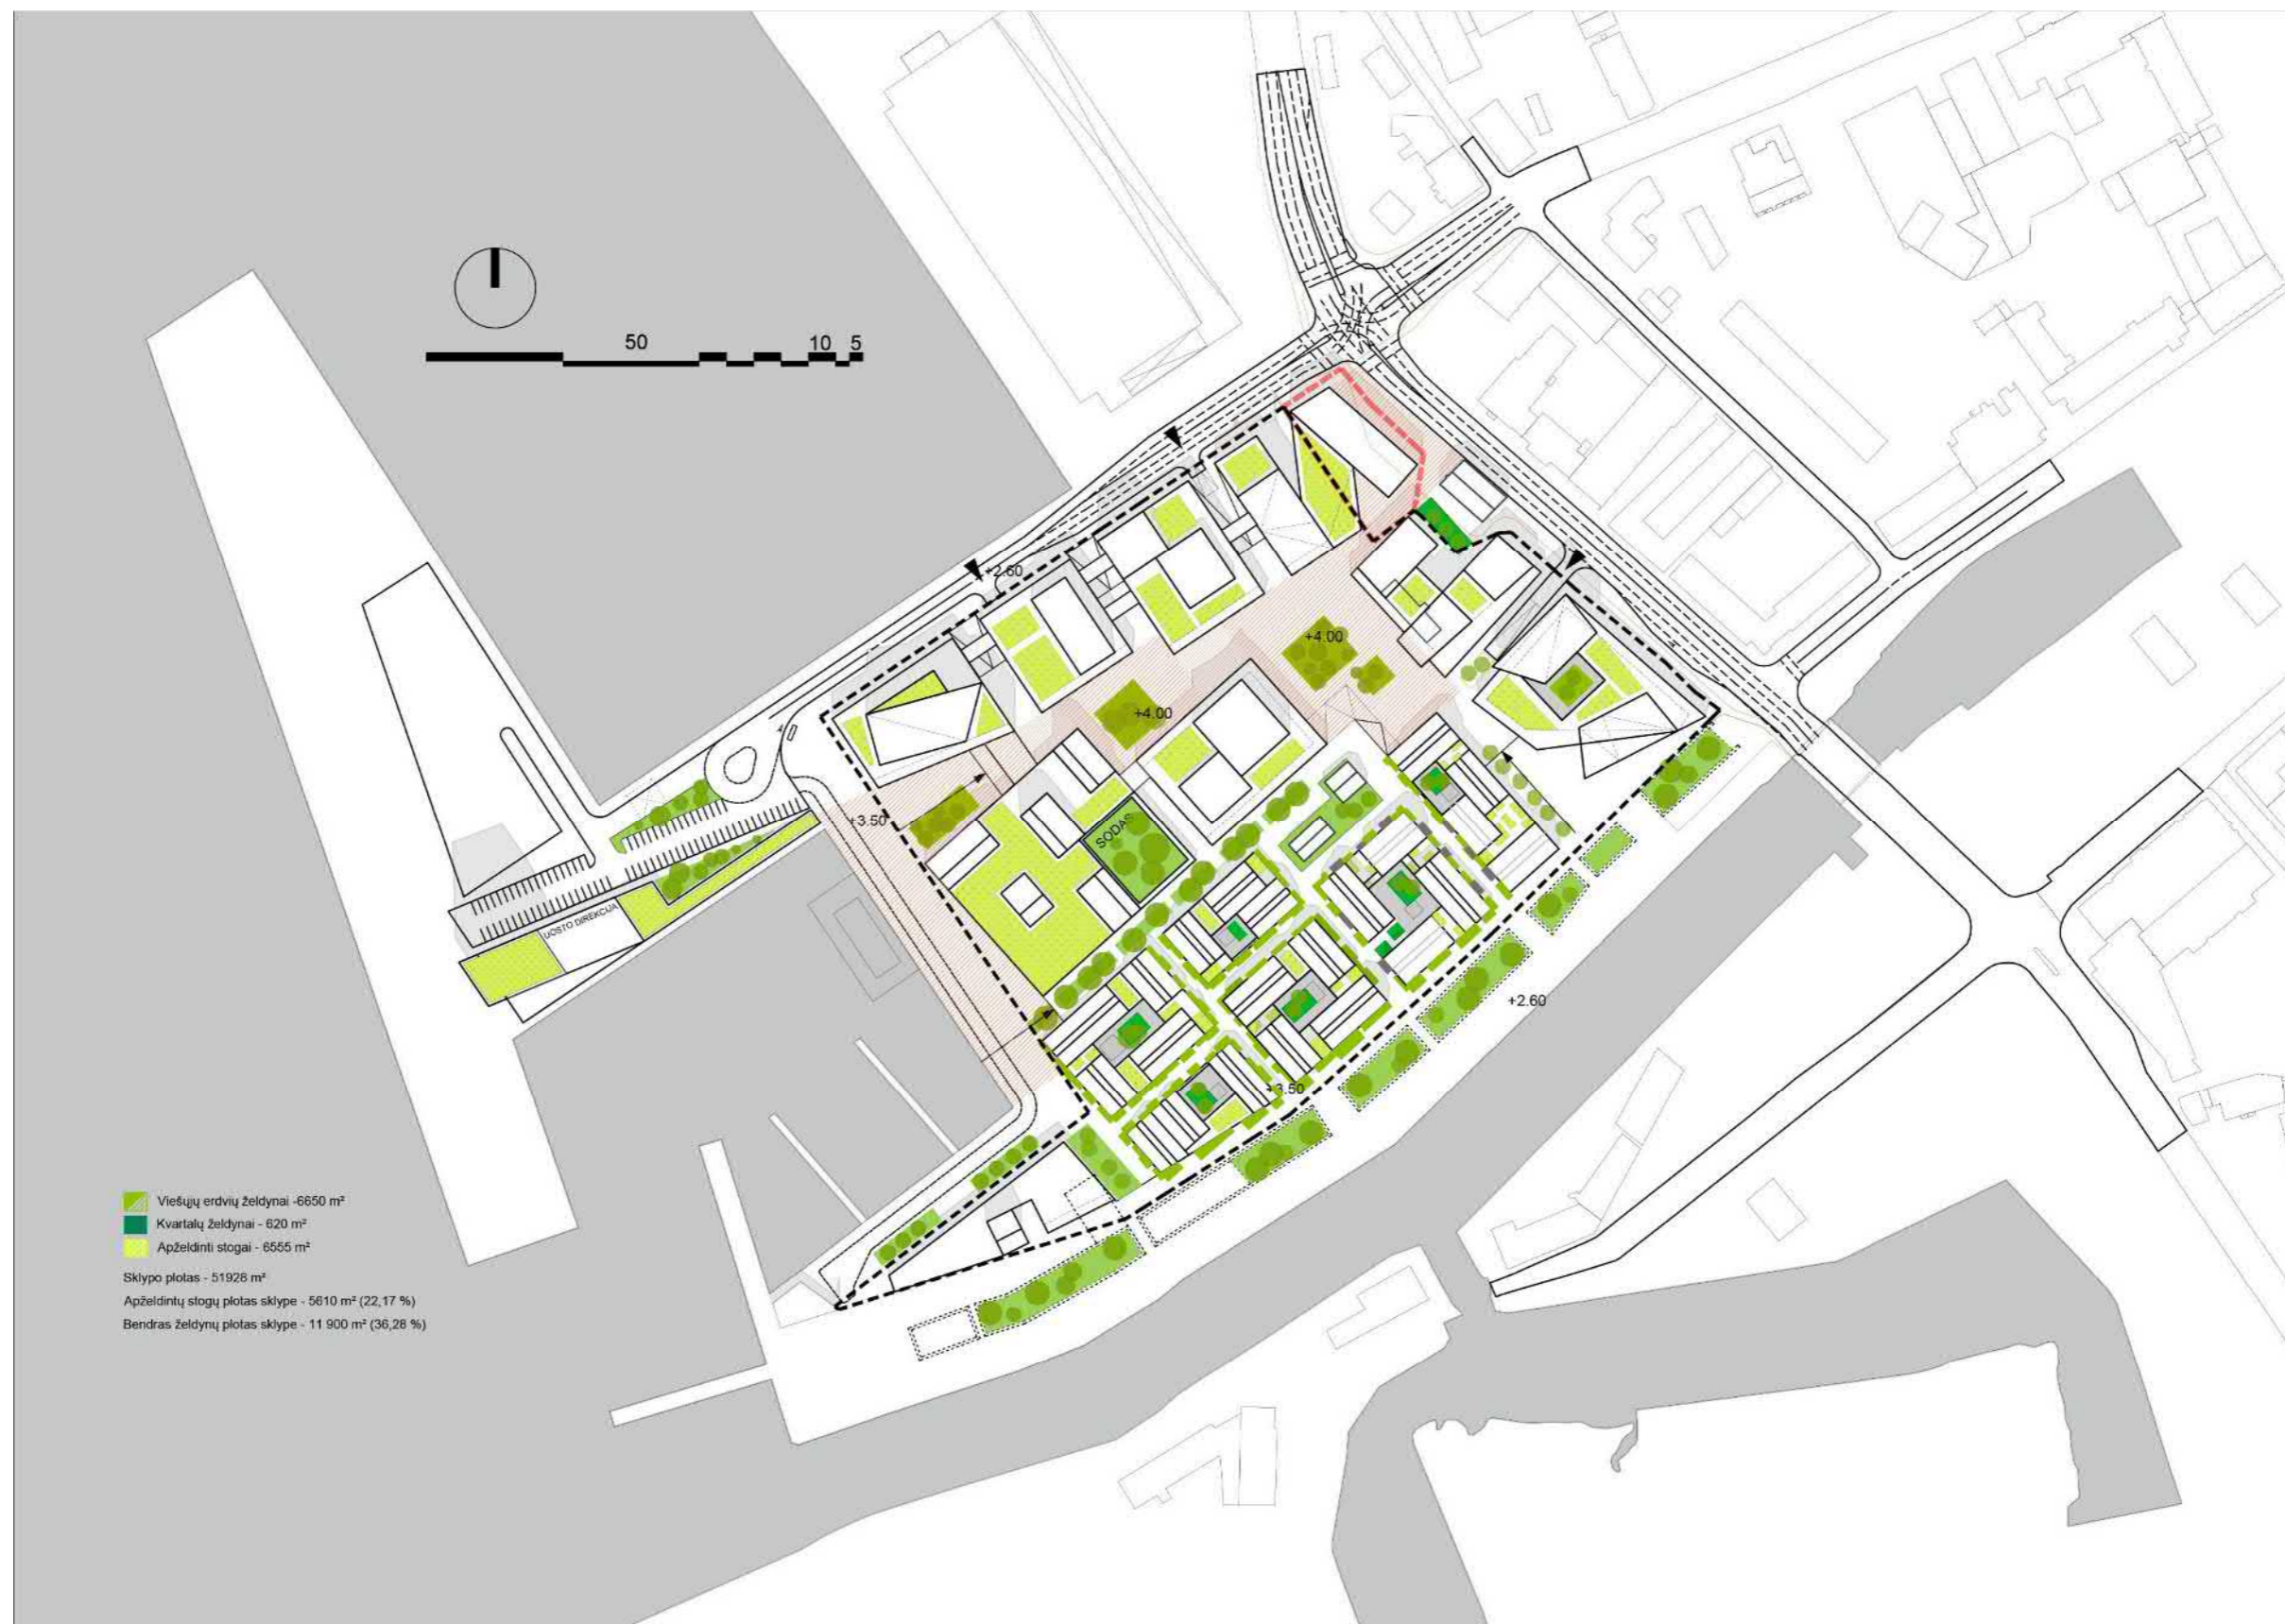 50
10
5
+2.60
+4.00
+4.00
+3.50
SODAS
UOSTO DIREKCIJA
+2.60
+3.50
Viešųjų erdvių želdynai -6650 m²
Kvartalų želdynai - 620 m²
Apželdinti stogai - 6555 m²
Sklypo plotas - 51928 m²
Apželdintų stogų plotas sklype - 5610 m² (22,17 %)
Bendras želdynų plotas sklype - 11 900 m² (36,28 %)